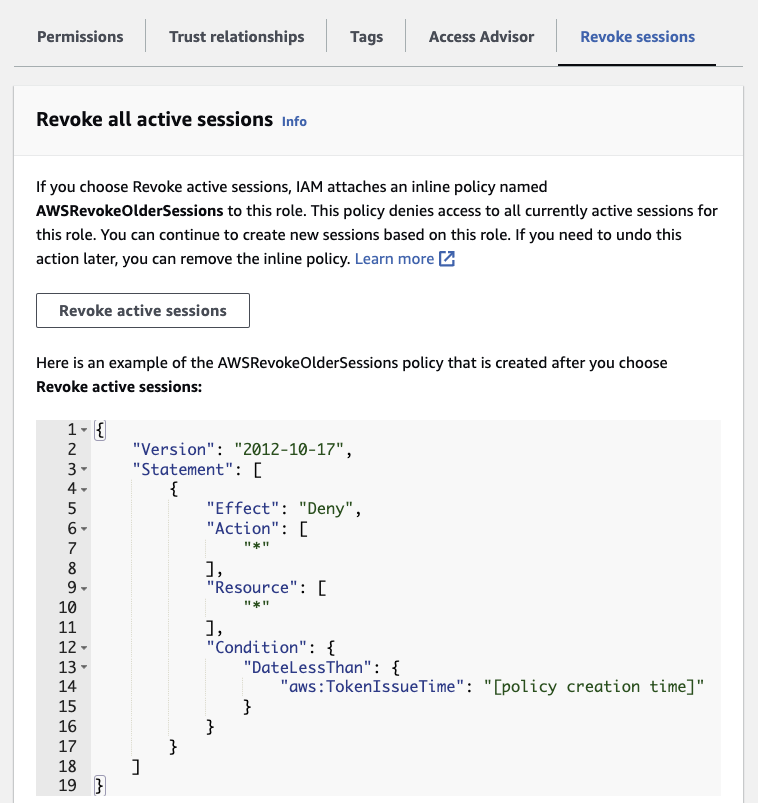 Permissions
Trust relationships
Tags
Access Advisor
Revoke sessions
Revoke all active sessions Info
If you choose Revoke active sessions, IAM attaches an inline policy named
AWSRevokeOlderSessions to this role. This policy denies access to all currently active sessions for
this role. You can continue to create new sessions based on this role. If you need to undo this
action later, you can remove the inline policy. Learn more
Revoke active sessions
Here is an example of the AWSRevokeOlderSessions policy that is created after you choose
Revoke active sessions:
1 {
2     "Version": "2012-10-17",
3     "Statement": [
4         {
5             "Effect": "Deny",
6             "Action": [
7                 "*"
8             ],
9             "Resource": [
10                 "*"
11             ],
12             "Condition": {
13                 "DateLessThan": {
14                     "aws:TokenIssueTime": "[policy creation time]"
15                 }
16             }
17         }
18     ]
19 }